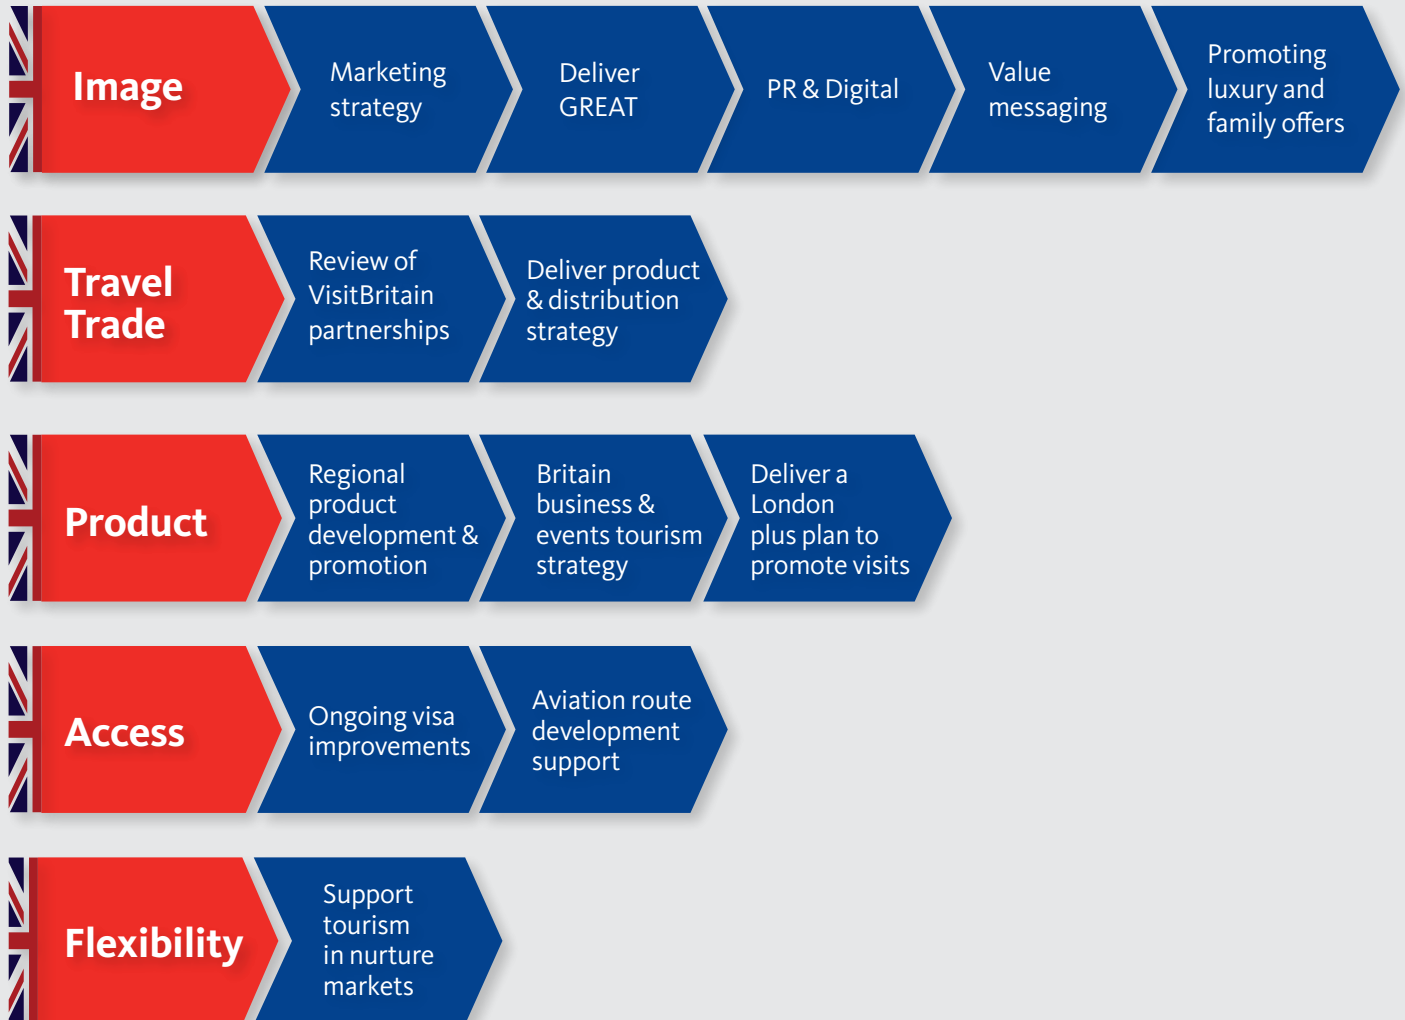 Image
Marketing
strategy
Deliver
GREAT
PR & Digital
Value
messaging
Promoting
luxury and
family offers
Travel
Trade
Review of
VisitBritain
partnerships
Deliver product
& distribution
strategy
Product
Regional
product
development &
promotion
Britain
business &
events tourism
strategy
Deliver a
London
plus plan to
promote visits
Access
Ongoing visa
improvements
Aviation route
development
support
Flexibility
Support
tourism
in nurture
markets